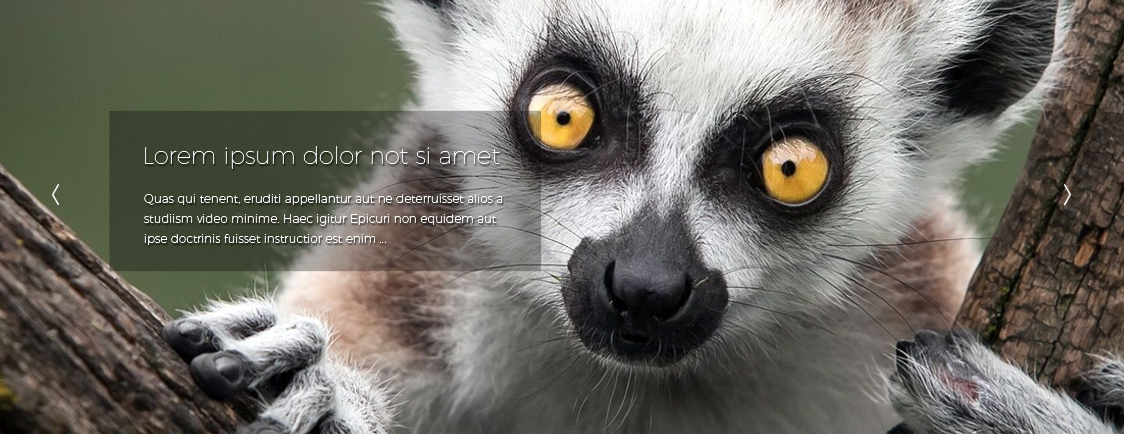 Lorem ipsum dolor not si amet
Quas qui tenent, eruditi appellantur aut ne deterruisset alios a
studiism video minime. Haec igitur Epicuri non equidem aut
ipse doctrinis fuisset instructior est enim ...